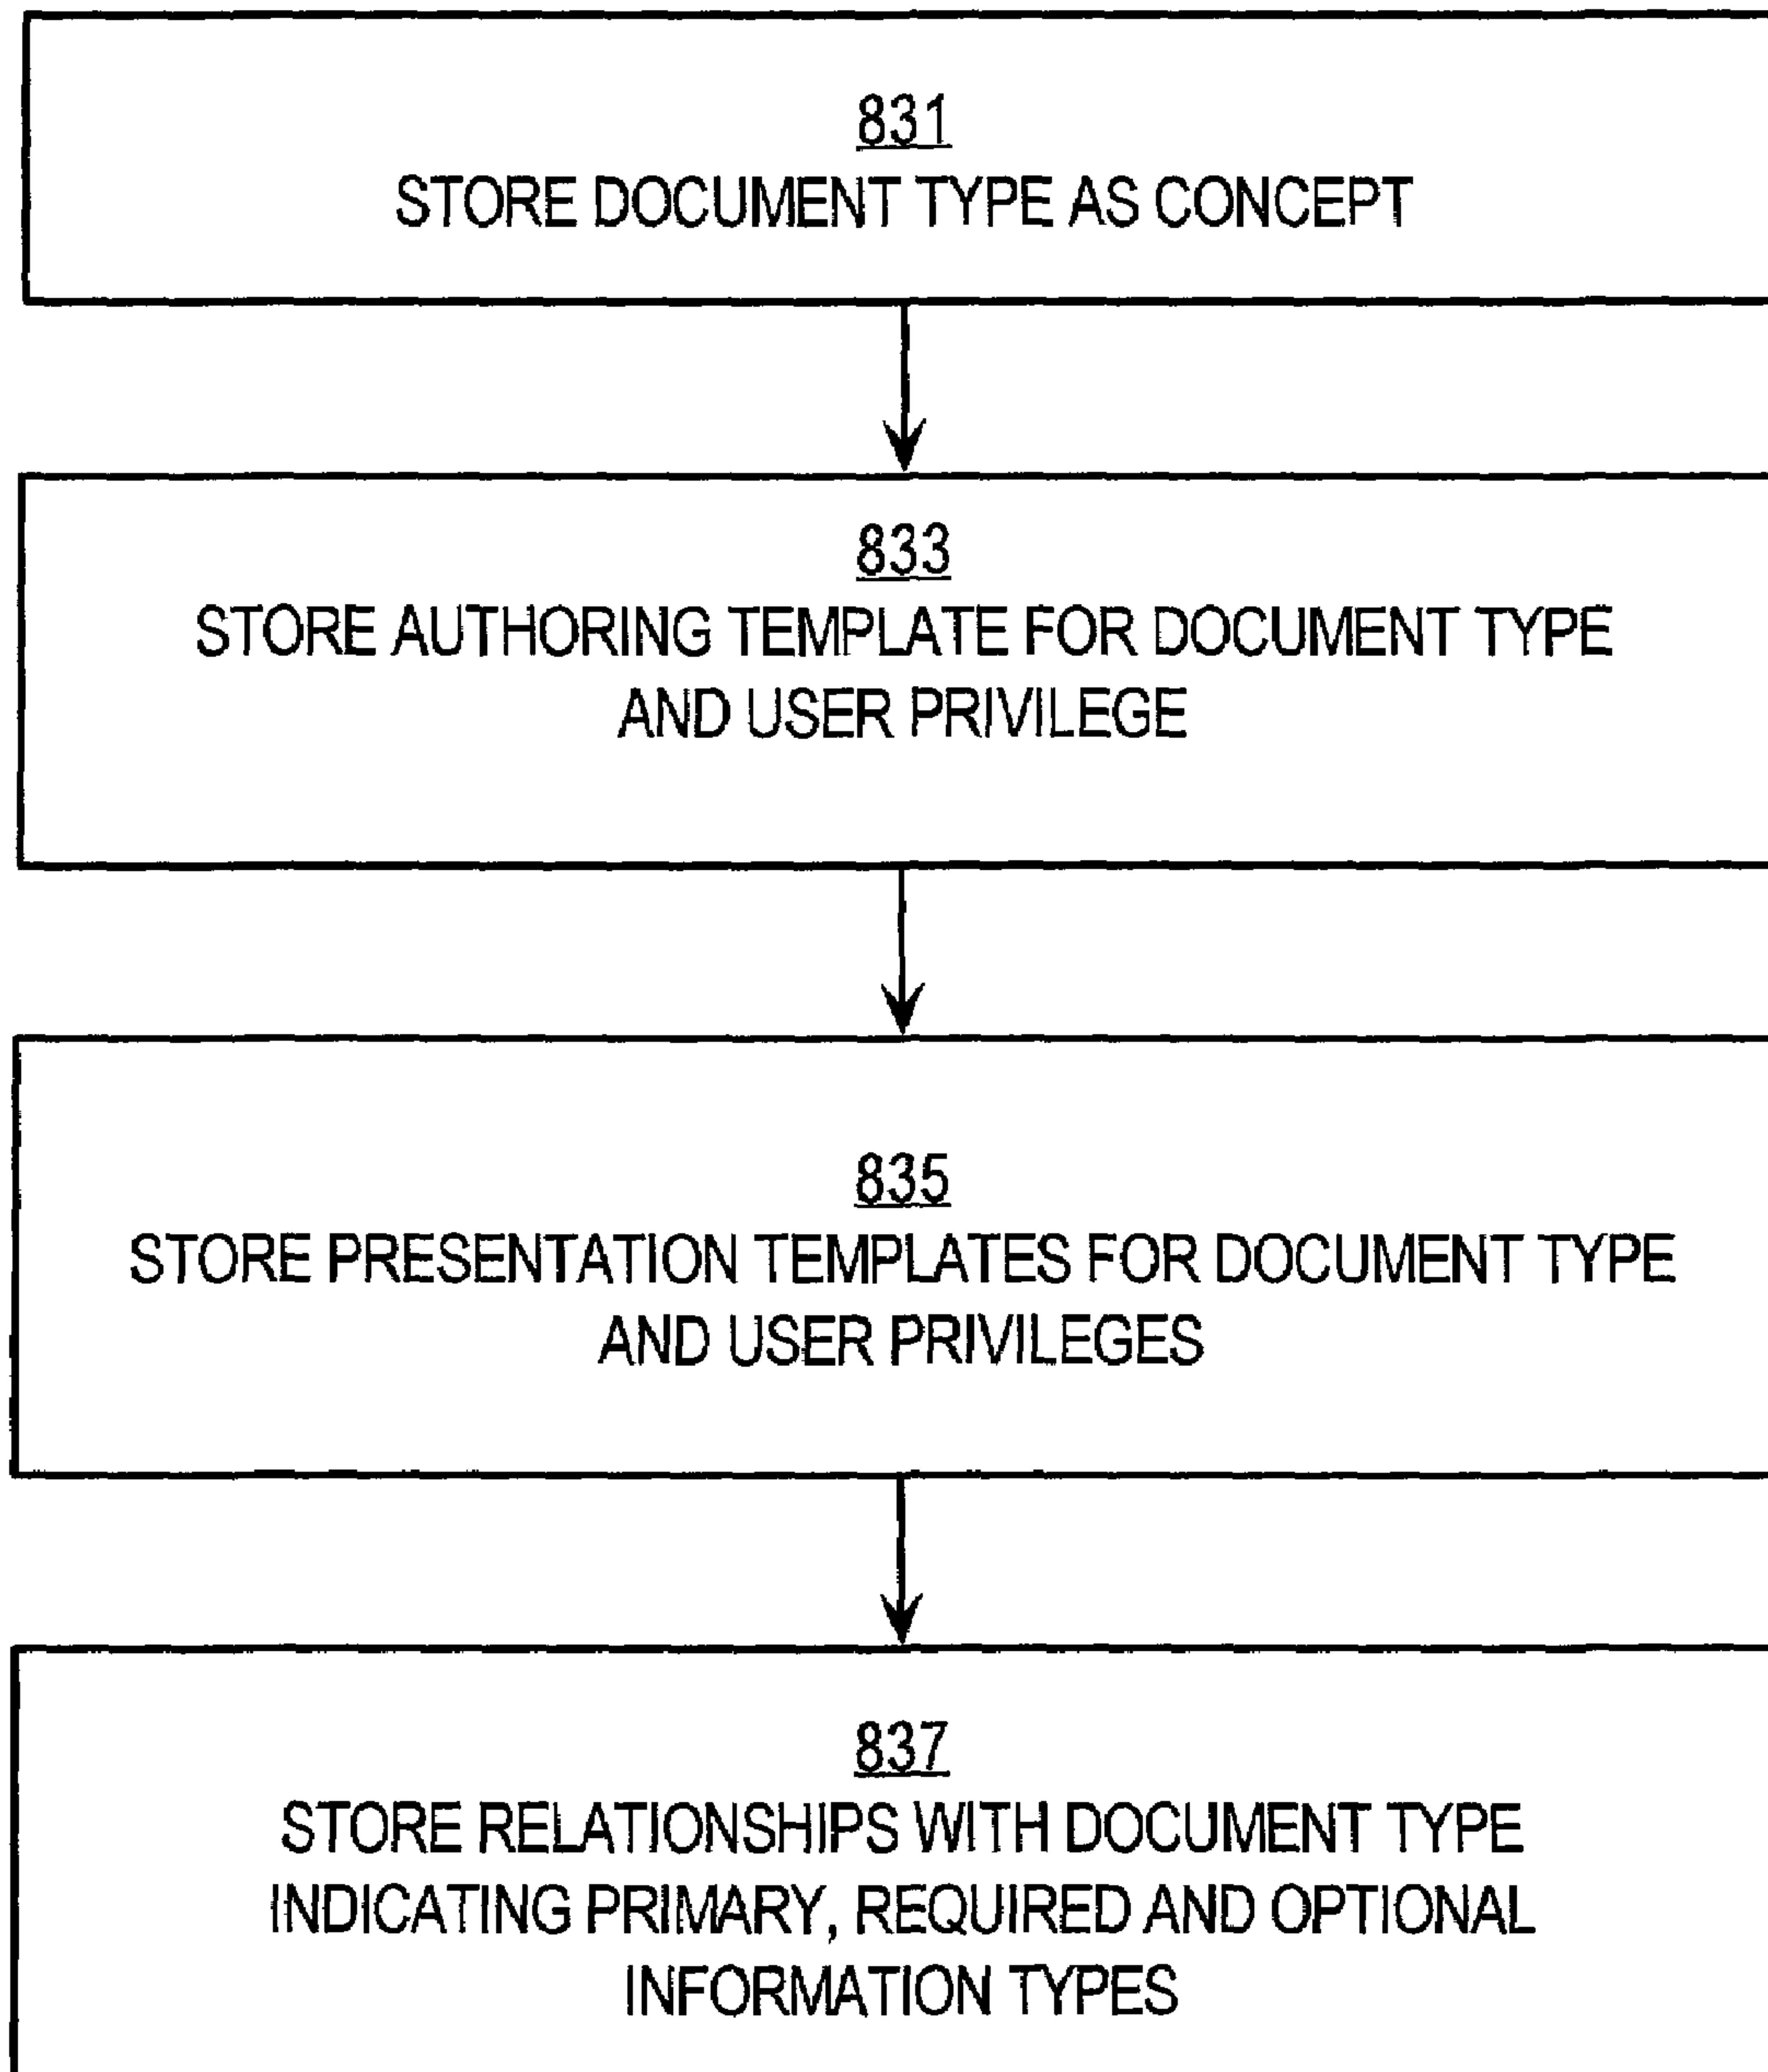 831
STORE DOCUMENT TYPE AS CONCEPT
833
STORE AUTHORING TEMPLATE FOR DOCUMENT TYPE
AND USER PRIVILEGE
835
STORE PRESENTATION TEMPLATES FOR DOCUMENT TYPE
AND USER PRIVILEGES
837
STORE RELATIONSHIPS WITH DOCUMENT TYPE
INDICATING PRIMARY, REQUIRED AND OPTIONAL
INFORMATION TYPES